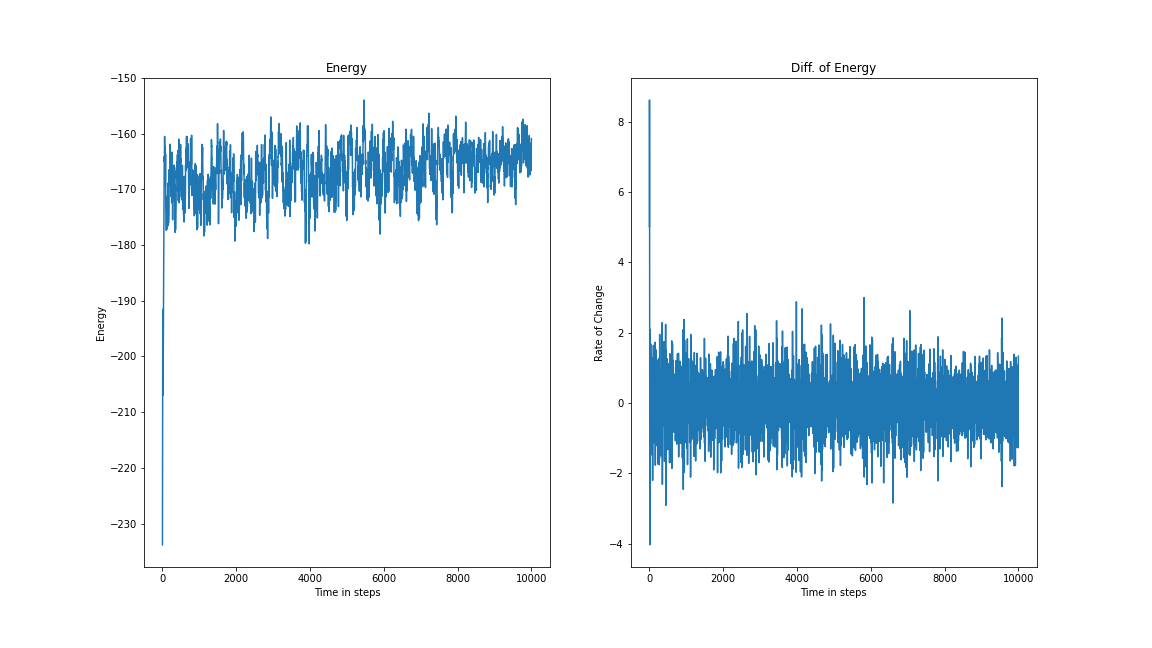 Energy
Energy
−150
−160
−170
−180
−190
−200
−210
−220
−230
0 2000 4000 6000 8000 10000
Time in steps
Diff. of Energy
Rate of Change
8
6
4
2
0
−2
−4
0 2000 4000 6000 8000 10000
Time in steps